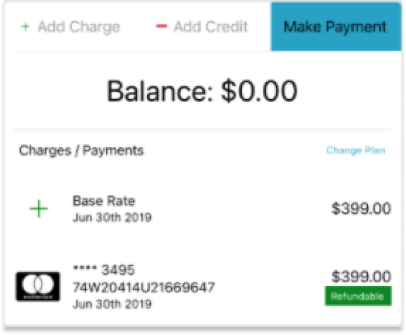 + Add Charge
− Add Credit
Make Payment
Balance: $0.00
Charges / Payments
Change Plan
+ Base Rate
$399.00
Jun 30th 2019
**** 3495
$399.00
74W20414U21669647
Refundable
Jun 30th 2019